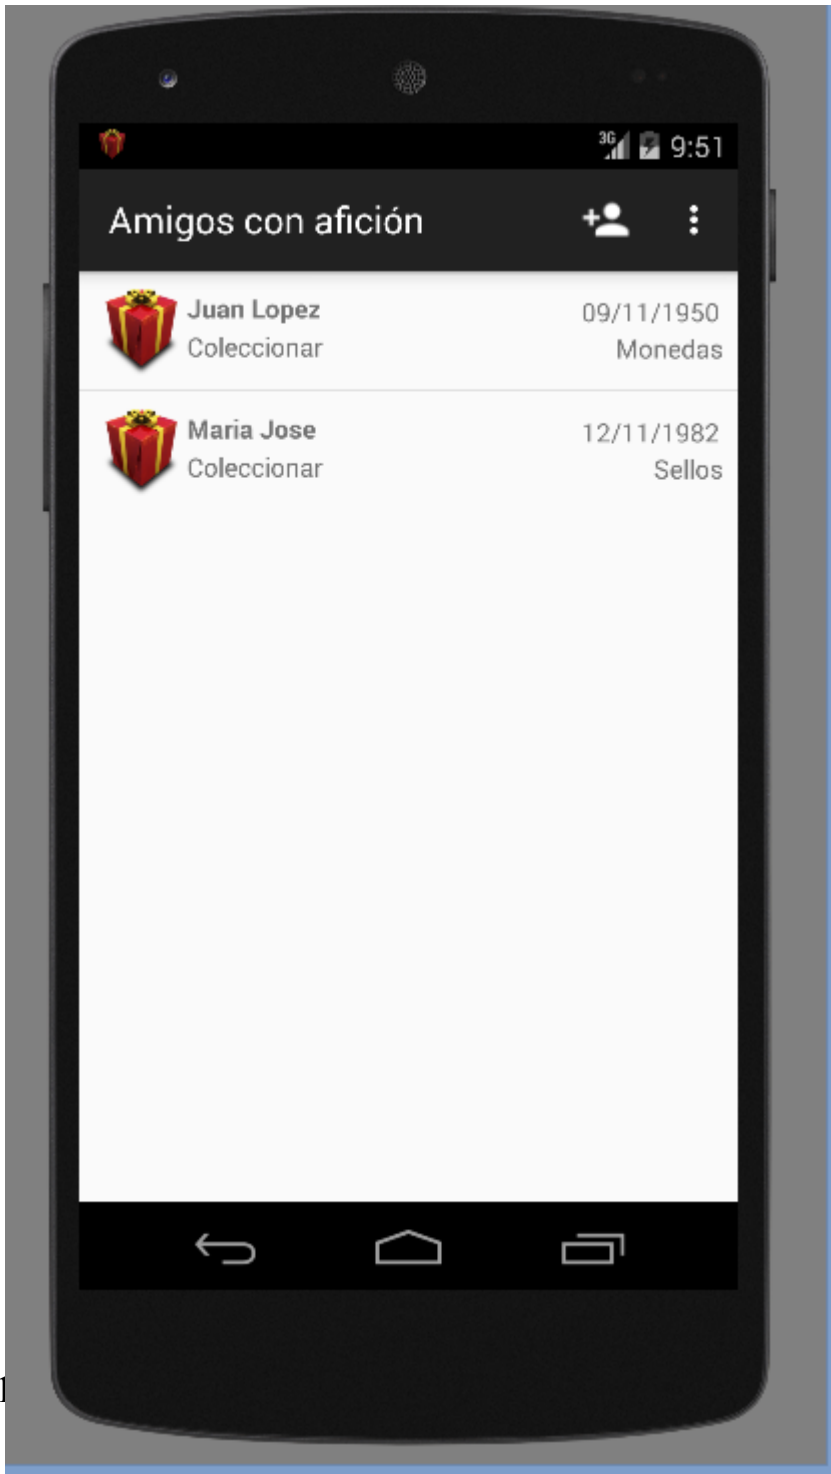 3G 9:51
Amigos con afición
Juan Lopez 09/11/1950
Coleccionar Monedas
Maria Jose 12/11/1982
Coleccionar Sellos